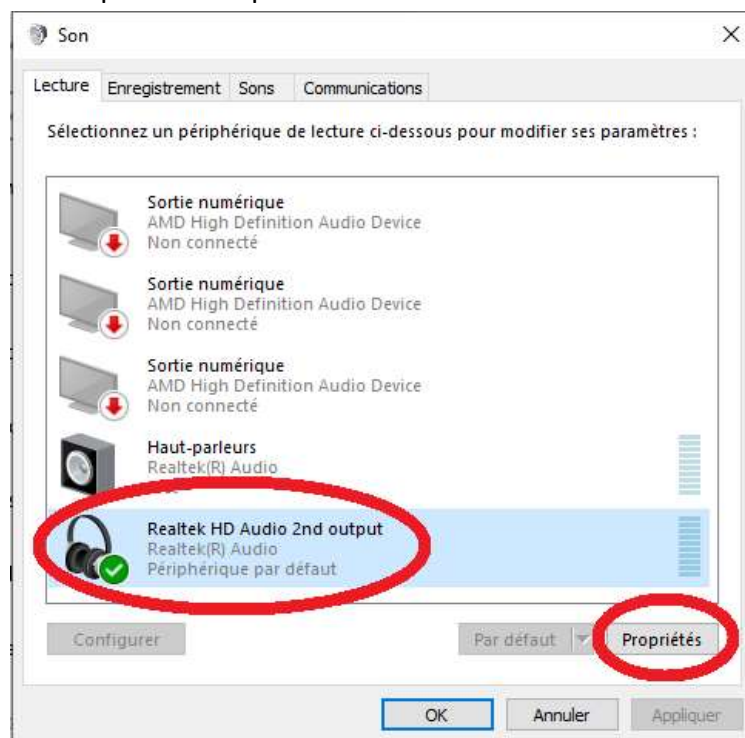 Son
Lecture Enregistrement Sons Communications
Sélectionnez un périphérique de lecture ci-dessous pour modifier ses paramètres :
Sortie numérique
AMD High Definition Audio Device
Non connecté
Sortie numérique
AMD High Definition Audio Device
Non connecté
Sortie numérique
AMD High Definition Audio Device
Non connecté
Haut-parleurs
Realtek(R) Audio
Realtek HD Audio 2nd output
Realtek(R) Audio
Périphérique par défaut
Configurer Par défaut Propriétés
OK Annuler Appliquer